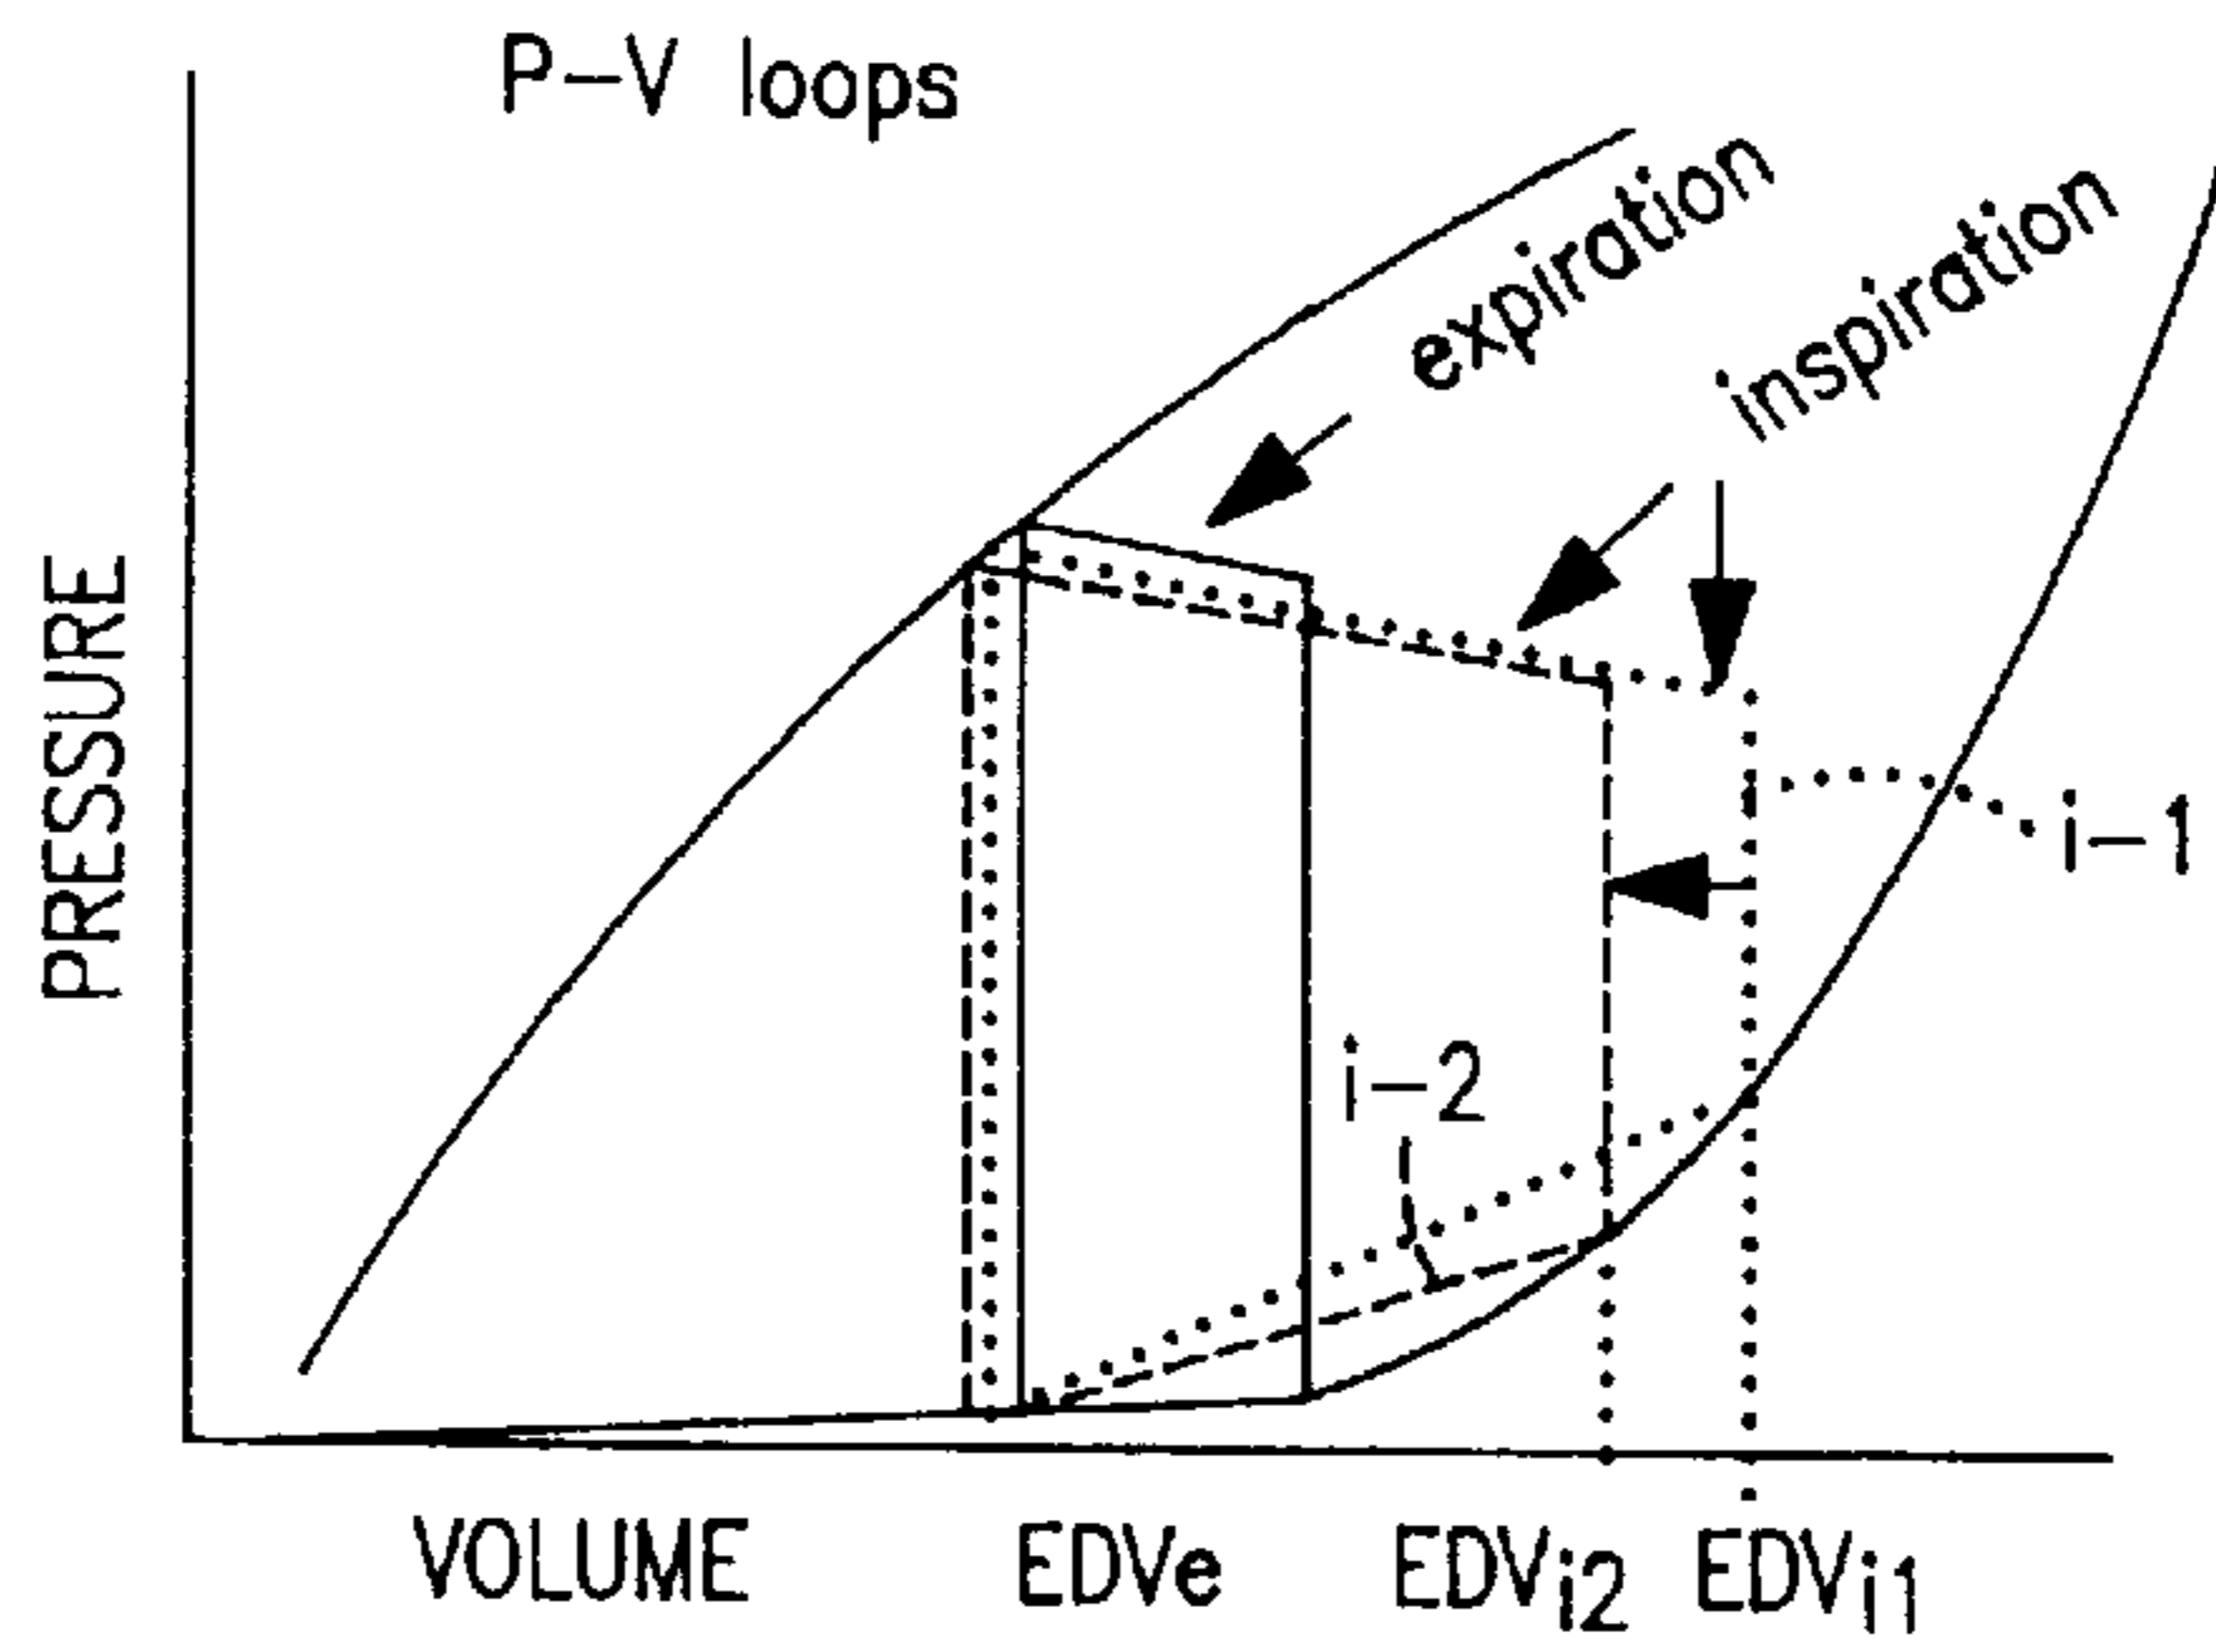 P-V loops
expiration
inspiration
PRESSURE
i-1
i-2
VOLUME
EDVe
EDVi2
EDVi1